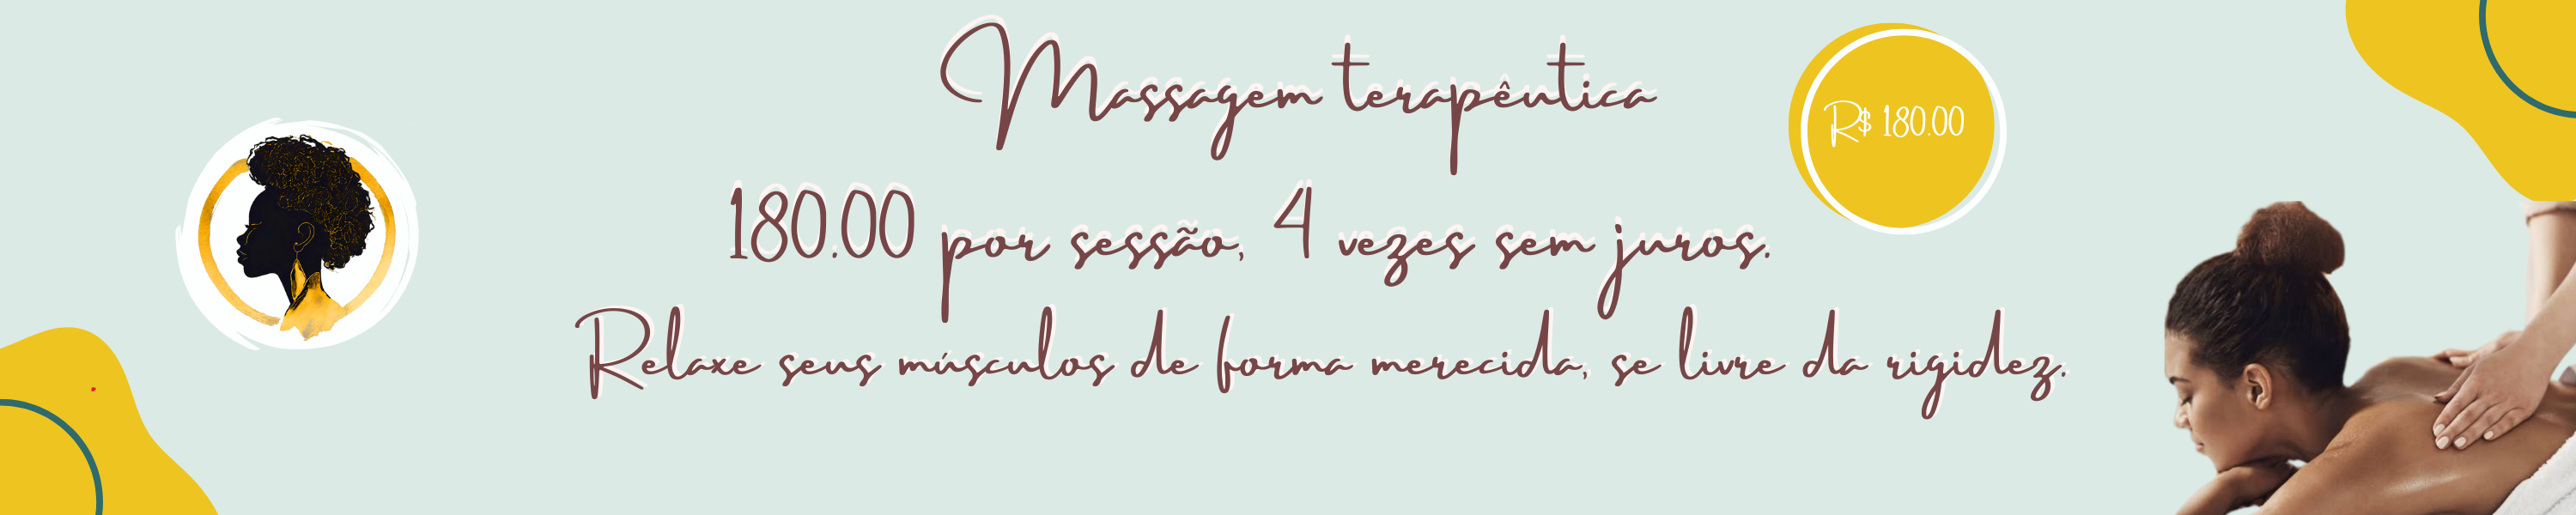 Massagem terapêutica
R$ 180.00
180.00 por sessão, 4 vezes sem juros.
Relaxe seus músculos de forma merecida, se livre da rigidez.